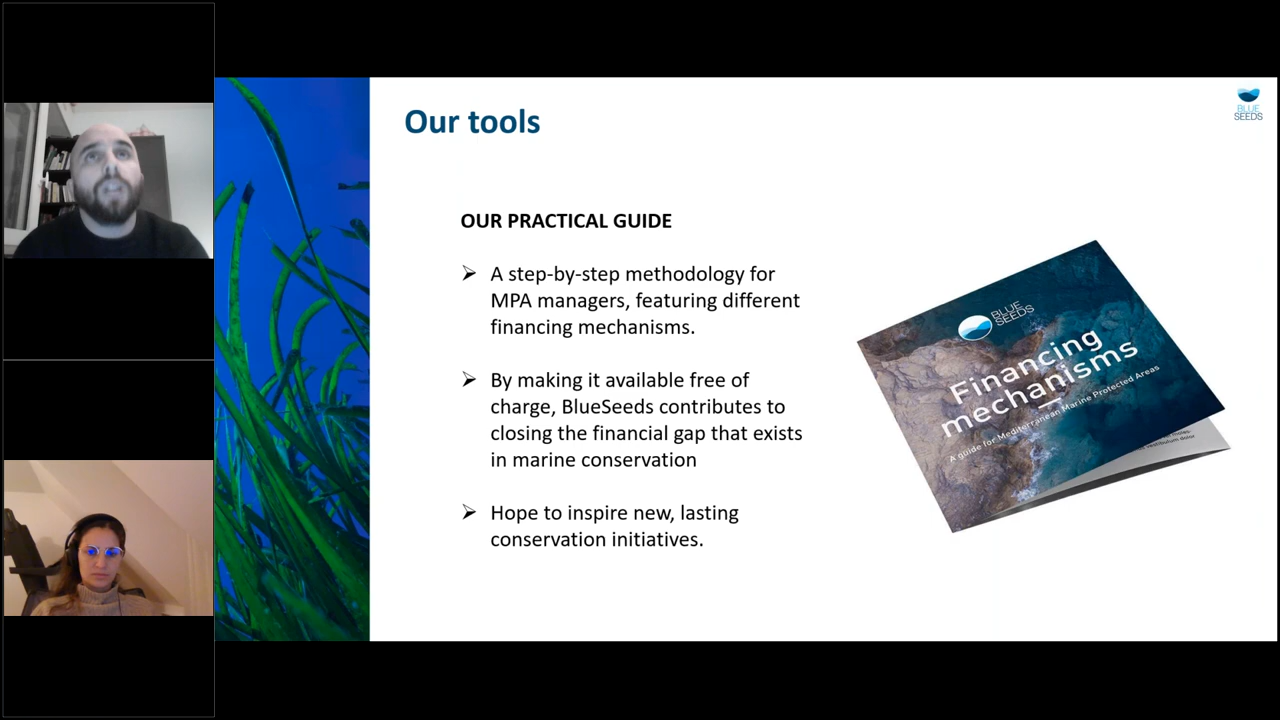 Our tools
BLUE
SEEDS
OUR PRACTICAL GUIDE
A step-by-step methodology for
MPA managers, featuring different
financing mechanisms.
By making it available free of
charge, BlueSeeds contributes to
closing the financial gap that exists
in marine conservation
Hope to inspire new, lasting
conservation initiatives.
BLUE
SEEDS
Financing
mechanisms
A guide for Mediterranean Marine Protected Areas